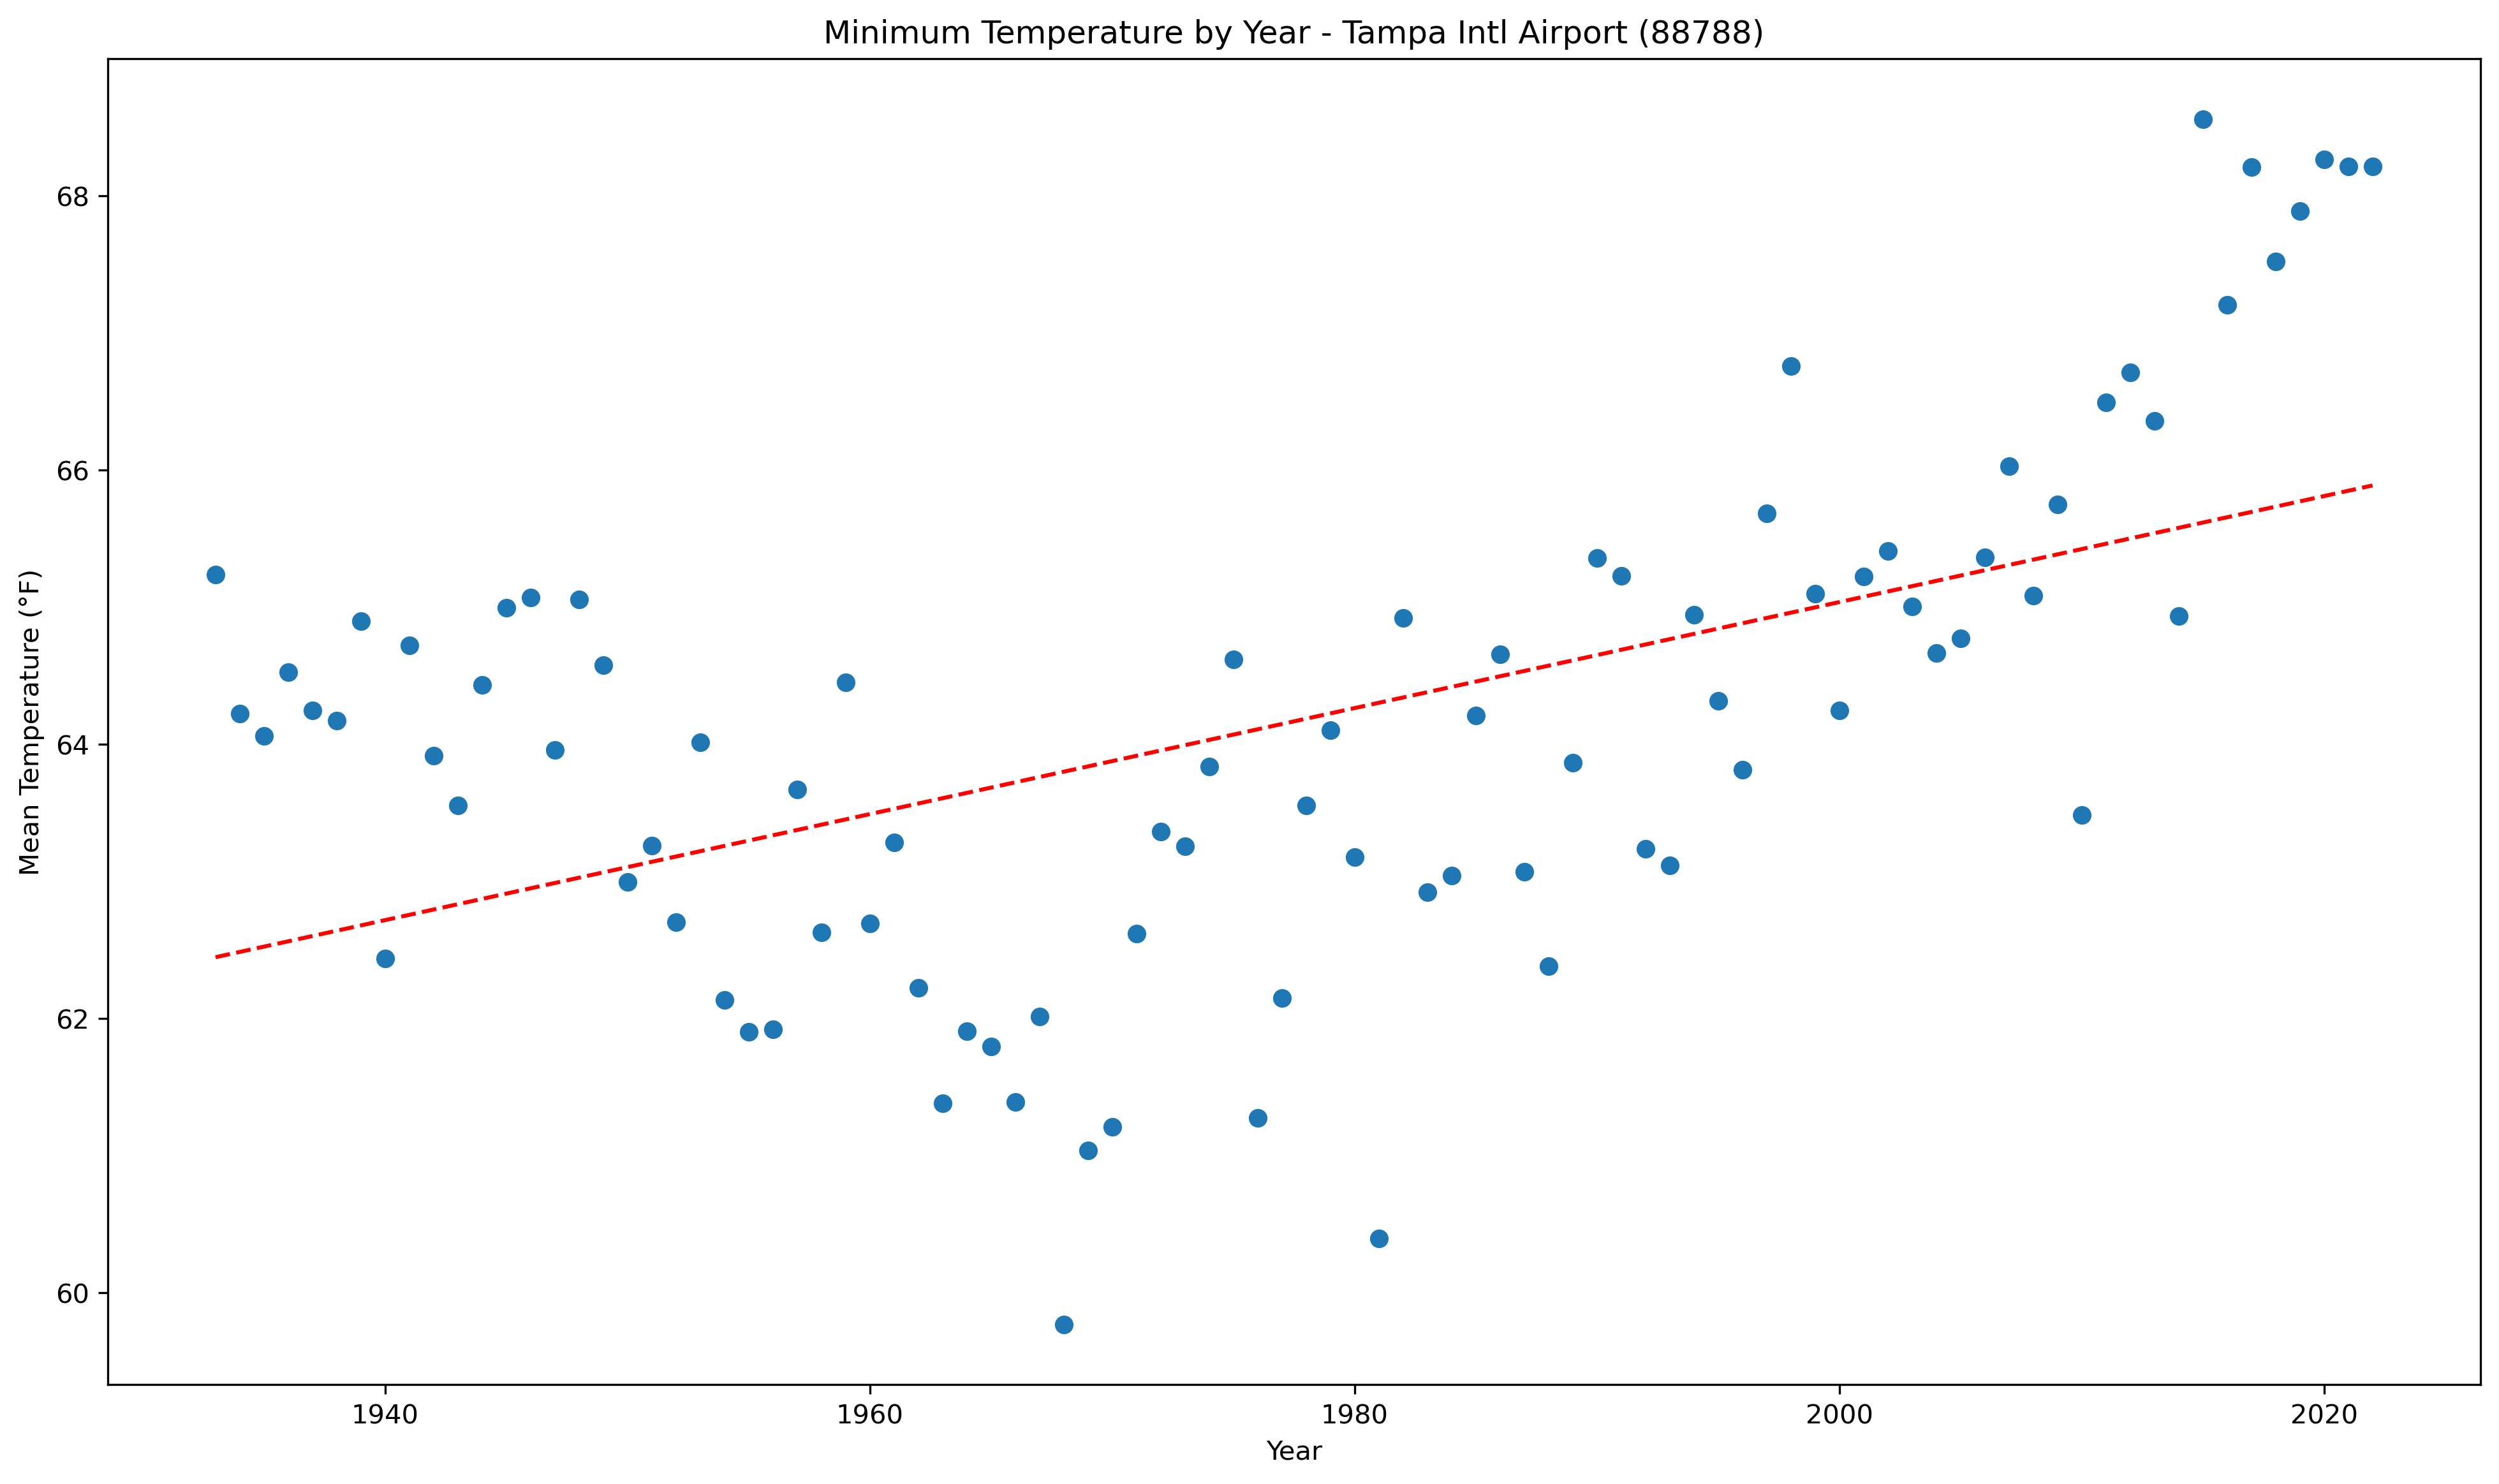 Minimum Temperature by Year - Tampa Intl Airport (88788)
Mean Temperature (°F)
68
66
64
62
60
1940 1960 1980 2000 2020
Year